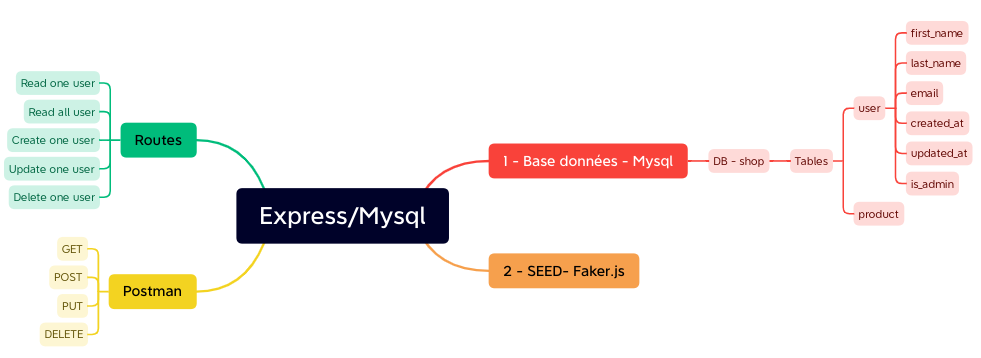 Express/Mysql
Routes
Read one user
Read all user
Create one user
Update one user
Delete one user
Postman
GET
POST
PUT
DELETE
1 - Base données - Mysql
DB - shop
Tables
user
first_name
last_name
email
created_at
updated_at
is_admin
product
2 - SEED- Faker.js